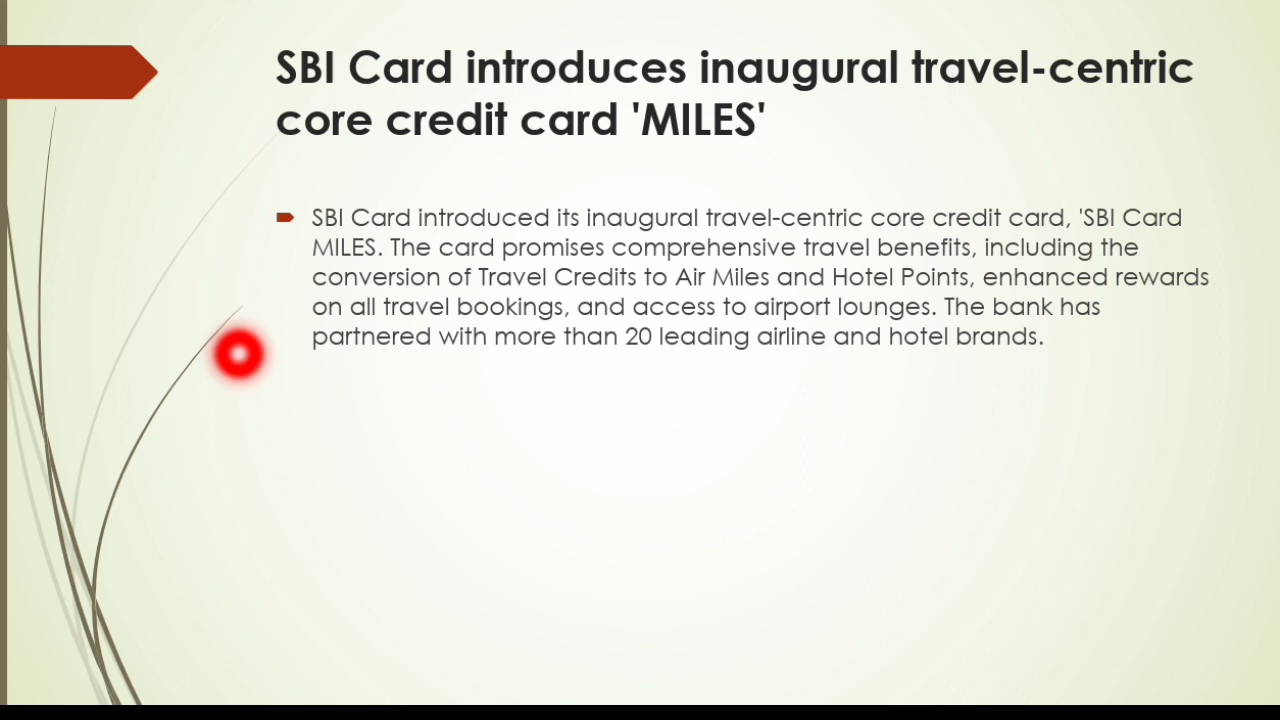 SBI Card introduces inaugural travel-centric
core credit card 'MILES'
SBI Card introduced its inaugural travel-centric core credit card, 'SBI Card
MILES. The card promises comprehensive travel benefits, including the
conversion of Travel Credits to Air Miles and Hotel Points, enhanced rewards
on all travel bookings, and access to airport lounges. The bank has
partnered with more than 20 leading airline and hotel brands.